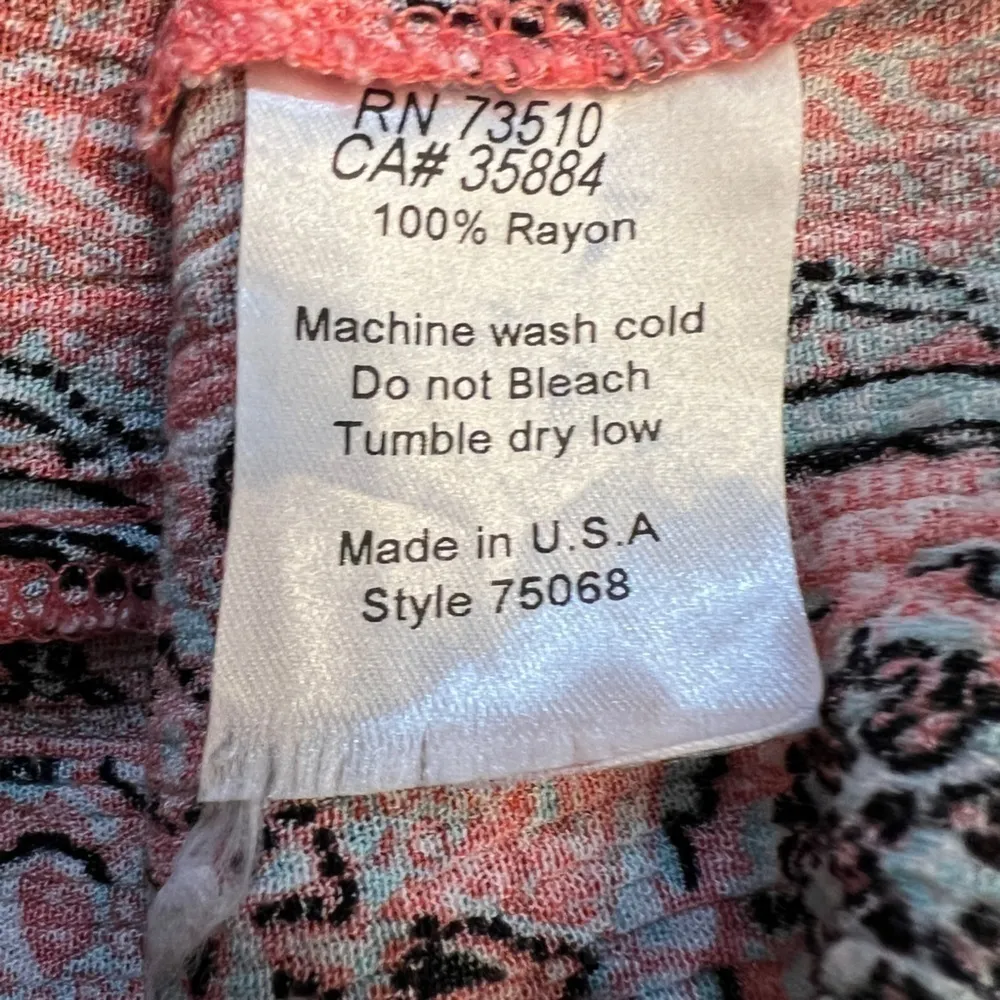 RN 73510
CA# 35884
100% Rayon
Machine wash cold
Do not Bleach
Tumble dry low
Made in U.S.A
Style 75068